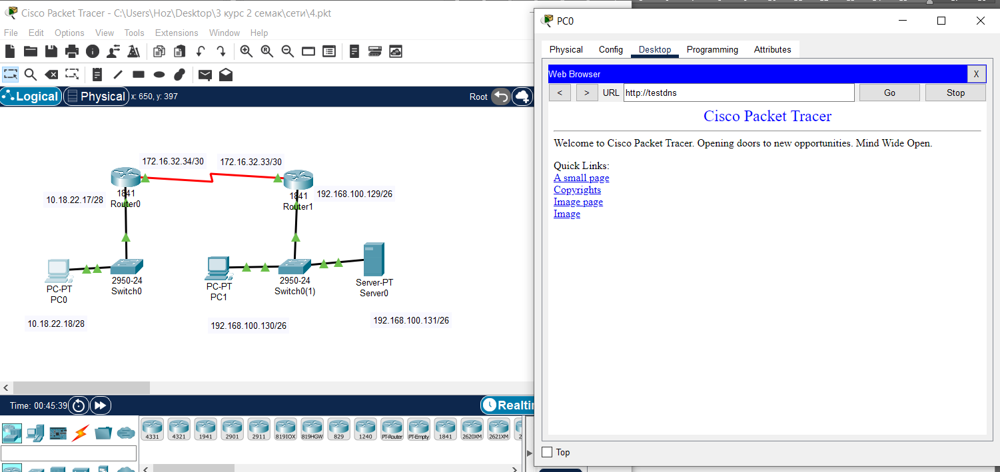 Cisco Packet Tracer - C:\Users\Hoz\Desktop\3 курс 2 семак\сети\4.pkt
File Edit Options View Tools Extensions Window Help
Logical Physical x: 650, y: 397 Root
172.16.32.34/30 172.16.32.33/30
1841
Router0
10.18.22.17/28
1841
Router1
192.168.100.129/26
PC-PT
PC0
2950-24
Switch0
PC-PT
PC1
2950-24
Switch0(1)
Server-PT
Server0
10.18.22.18/28
192.168.100.130/26
192.168.100.131/26
Time: 00:45:39
Realtim
4331 4321 1941 2901 2911 819IOX 819HGW 829 1240 PT-Router PT-Empty 1841 2620XM 2621XM 2
PC0
Physical Config Desktop Programming Attributes
Web Browser X
< > URL http://testdns Go Stop
Cisco Packet Tracer
Welcome to Cisco Packet Tracer. Opening doors to new opportunities. Mind Wide Open.
Quick Links:
A small page
Copyrights
Image page
Image
Top